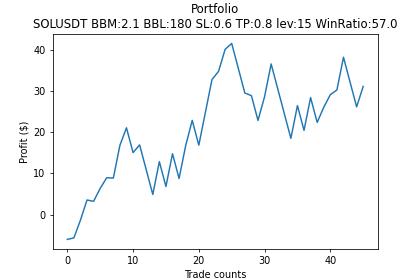 Portfolio
SOLUSDT BBM:2.1 BBL:180 SL:0.6 TP:0.8 lev:15 WinRatio:57.0
Profit ($)
40
30
20
10
0
0 10 20 30 40
Trade counts